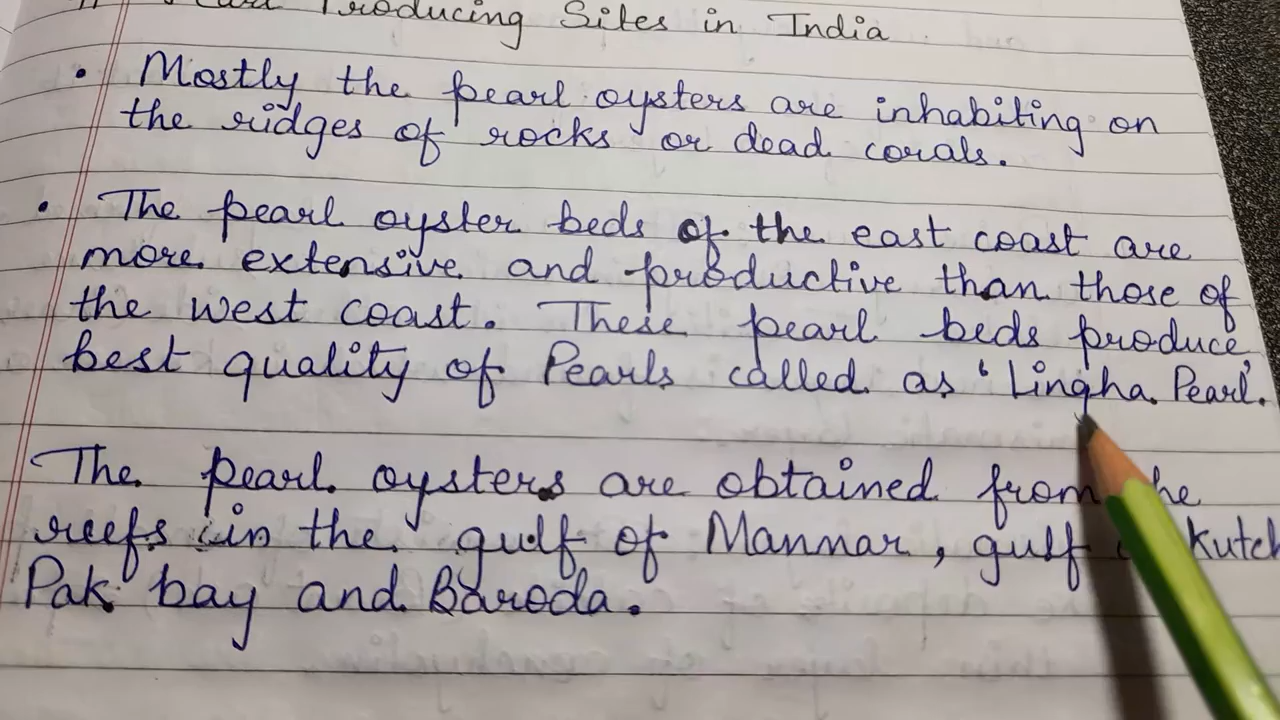 Producing Sites in India
• Mostly the pearl oysters are inhabiting on
the ridges of rocks or dead corals.
• The pearl oyster beds of the east coast are
more extensive and productive than those of
the west coast. These pearl beds produce
best quality of Pearls called as 'Lingha Pearl'.
The pearl oysters are obtained from he
reefs in the gulf of Mannar, gulf Kutch
Pak bay and Baroda.